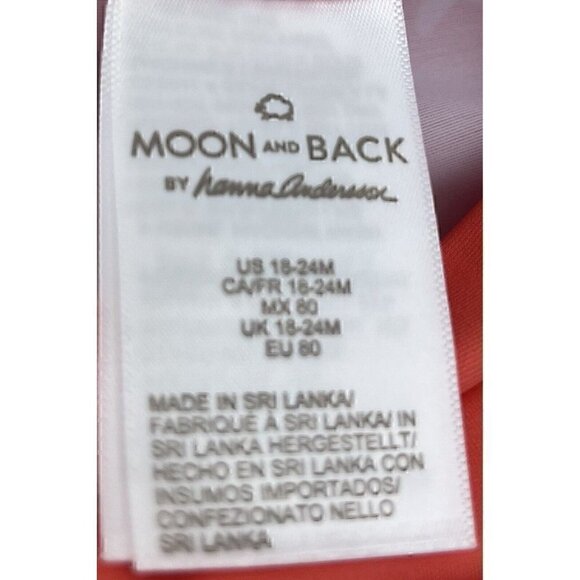 MOON AND BACK
BY hanna Andersson
US 18-24M
CA/FR 18-24M
MX 80
UK 18-24M
EU 80
MADE IN SRI LANKA/
FABRIQUÉ À SRI LANKA/ IN
SRI LANKA HERGESTELLT/
HECHO EN SRI LANKA CON
INSUMOS IMPORTADOS/
CONFEZIONATO NELLO
SRI LANKA